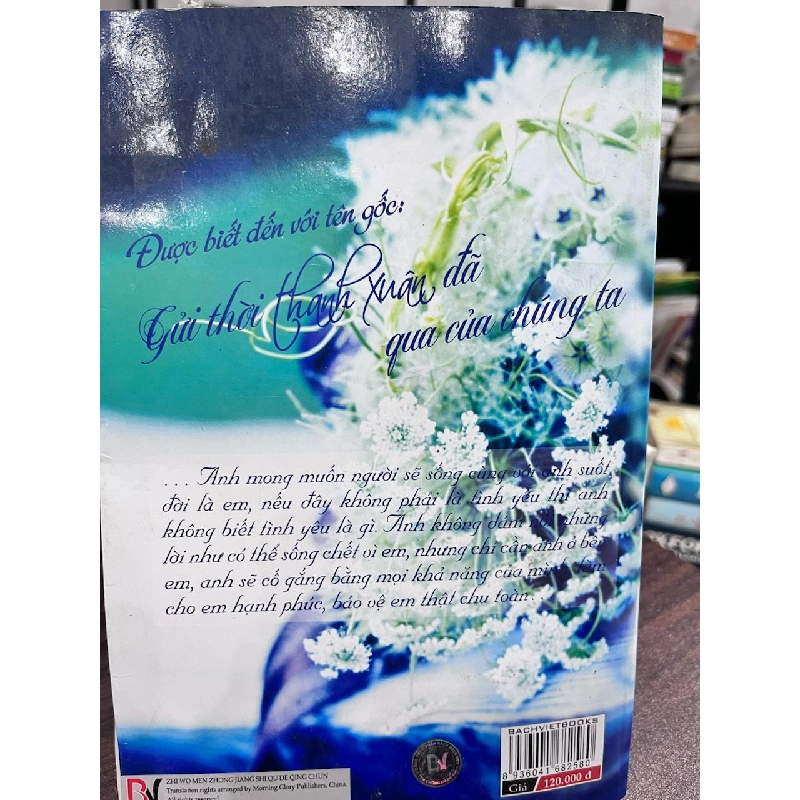 Được biết đến với tên gốc:
Gửi thời thanh xuân đã
qua của chúng ta
... Anh mong muốn người sẽ sống cùng với anh suốt
đời là em, nếu đây không phải là tình yêu thì anh
không biết tình yêu là gì. Anh không dám nói những
lời như có thể sống chết vì em, nhưng chỉ cần anh ở bên
em, anh sẽ cố gắng bằng mọi khả năng của mình làm
cho em hạnh phúc, bảo vệ em thật chu toàn.
ZHI WO MEN ZHONG JIANG SHI QU DE QING CHUN
Translation rights arranged by Morning Glory Publishers, China.
All rights reserved
BV
BACHVIETBOOKS
8 936041 682580
Giá 120.000 đ